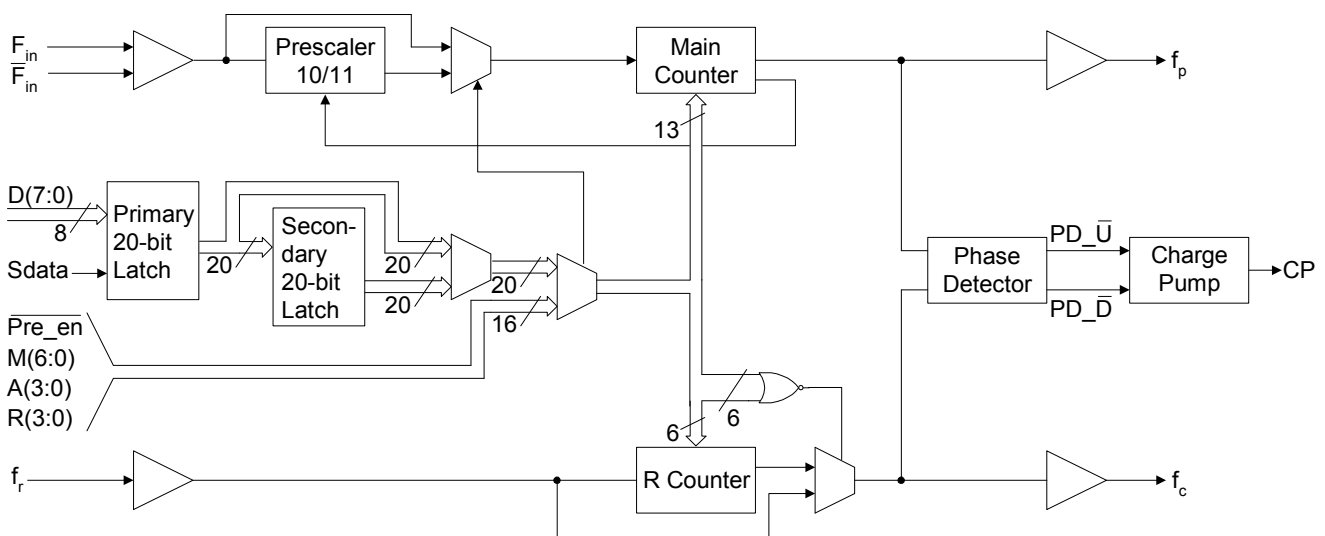 F_in
F̅_in
Prescaler
10/11
Main
Counter
f_p
13
D(7:0)
8
Sdata
Primary
20-bit
Latch
20
Secon-
dary
20-bit
Latch
20
20
20
16
Phase
Detector
PD_U̅
PD_D̅
Charge
Pump
CP
P̅r̅e̅_̅e̅n̅
M(6:0)
A(3:0)
R(3:0)
6
6
f_r
R Counter
f_c